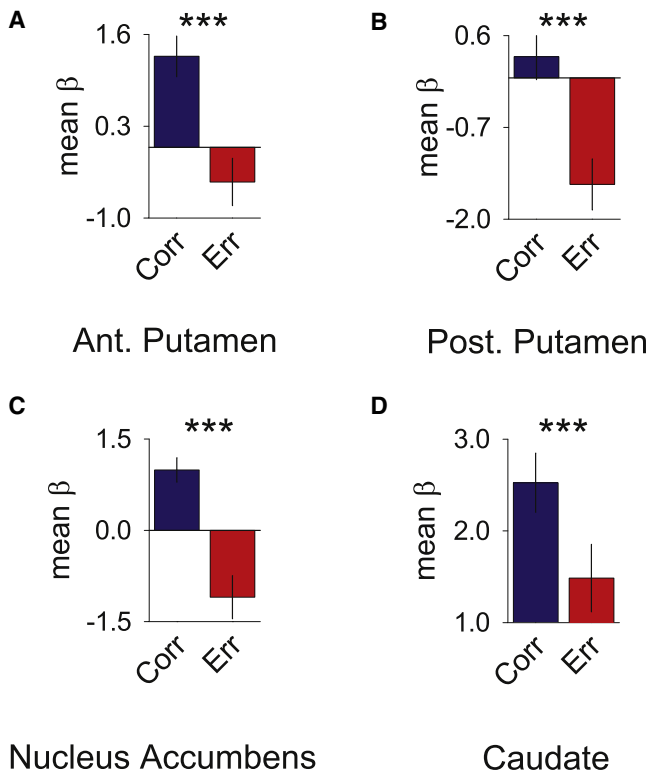 A
***
1.6
0.3
-1.0
mean β
Corr
Err
Ant. Putamen
B
***
0.6
-0.7
-2.0
mean β
Corr
Err
Post. Putamen
C
***
1.5
0.0
-1.5
mean β
Corr
Err
Nucleus Accumbens
D
***
3.0
2.0
1.0
mean β
Corr
Err
Caudate